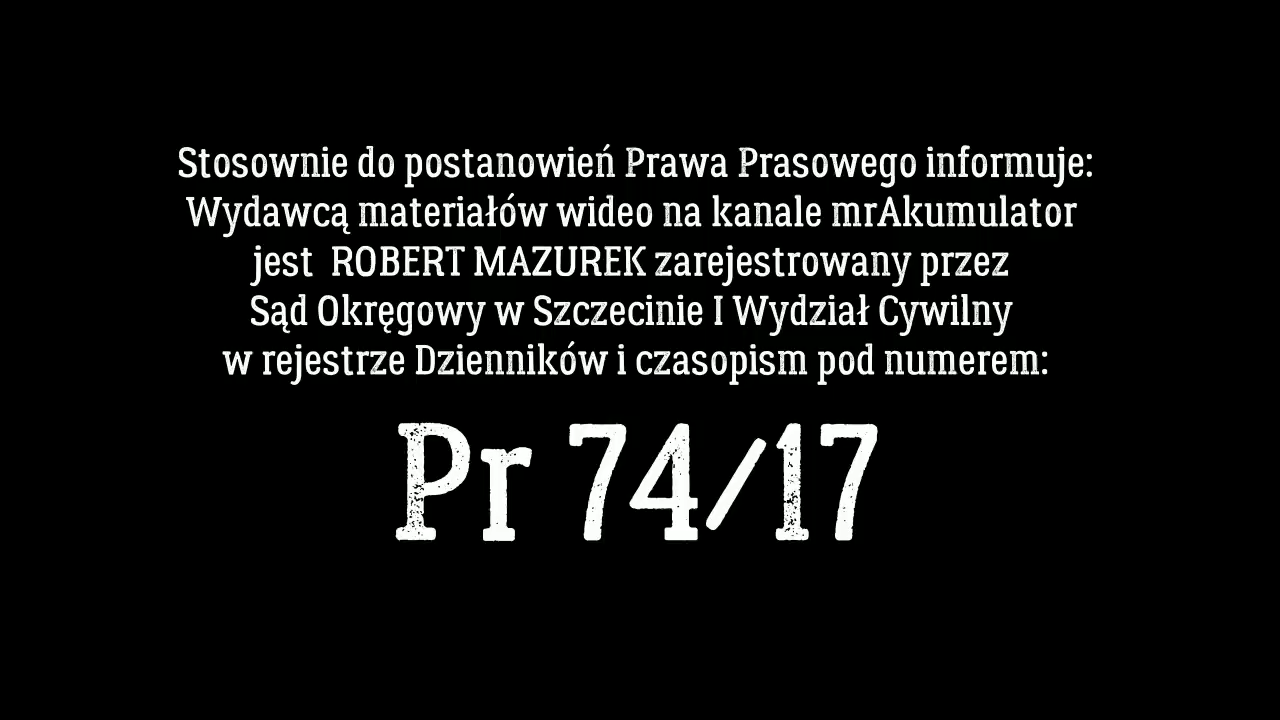 Stosownie do postanowień Prawa Prasowego informuje:
Wydawcą materiałów wideo na kanale mrAkumulator
jest ROBERT MAZUREK zarejestrowany przez
Sąd Okręgowy w Szczecinie I Wydział Cywilny
w rejestrze Dzienników i czasopism pod numerem:
Pr 74/17